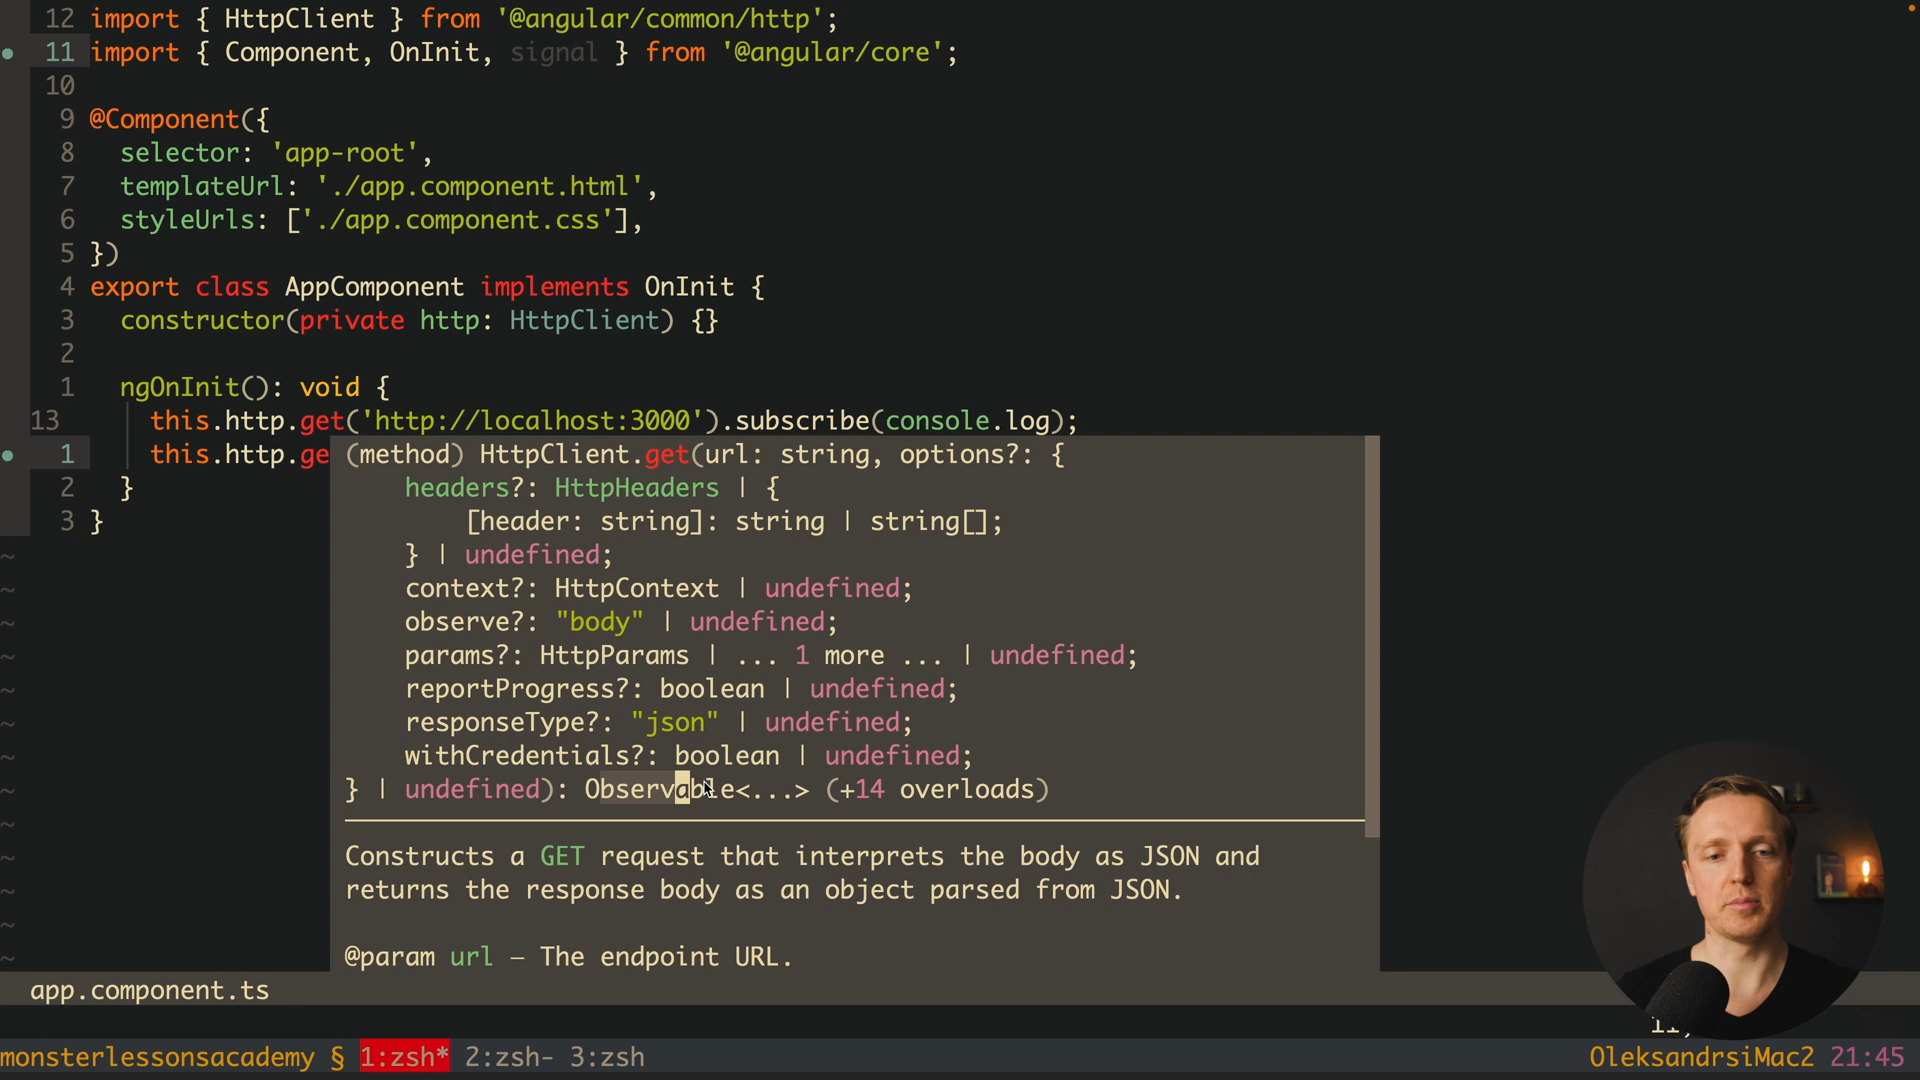 12 import { HttpClient } from '@angular/common/http';
11 import { Component, OnInit, signal } from '@angular/core';
10
9 @Component({
8   selector: 'app-root',
7   templateUrl: './app.component.html',
6   styleUrls: ['./app.component.css'],
5 })
4 export class AppComponent implements OnInit {
3   constructor(private http: HttpClient) {}
2
1   ngOnInit(): void {
13     this.http.get('http://localhost:3000').subscribe(console.log);
1     this.http.ge (method) HttpClient.get(url: string, options?: {
2   } headers?: HttpHeaders | {
3 } [header: string]: string | string[];
~ } | undefined;
~ context?: HttpContext | undefined;
~ observe?: "body" | undefined;
~ params?: HttpParams | ... 1 more ... | undefined;
~ reportProgress?: boolean | undefined;
~ responseType?: "json" | undefined;
~ withCredentials?: boolean | undefined;
~ } | undefined): Observable<...> (+14 overloads)
~
~ Constructs a GET request that interprets the body as JSON and
~ returns the response body as an object parsed from JSON.
~
~ @param url — The endpoint URL.
app.component.ts
monsterlessonsacademy § 1:zsh* 2:zsh- 3:zsh OleksandrsiMac2 21:45